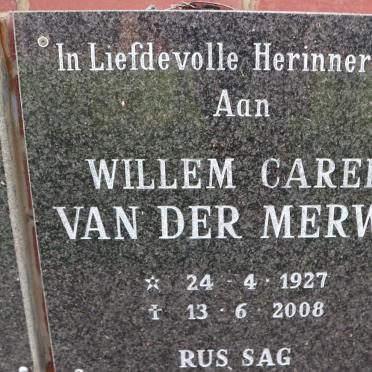 In Liefdevolle Herinner
Aan
WILLEM CARE
VAN DER MERW
☆ 24 - 4 - 1927
✝ 13 · 6 · 2008
RUS SAG